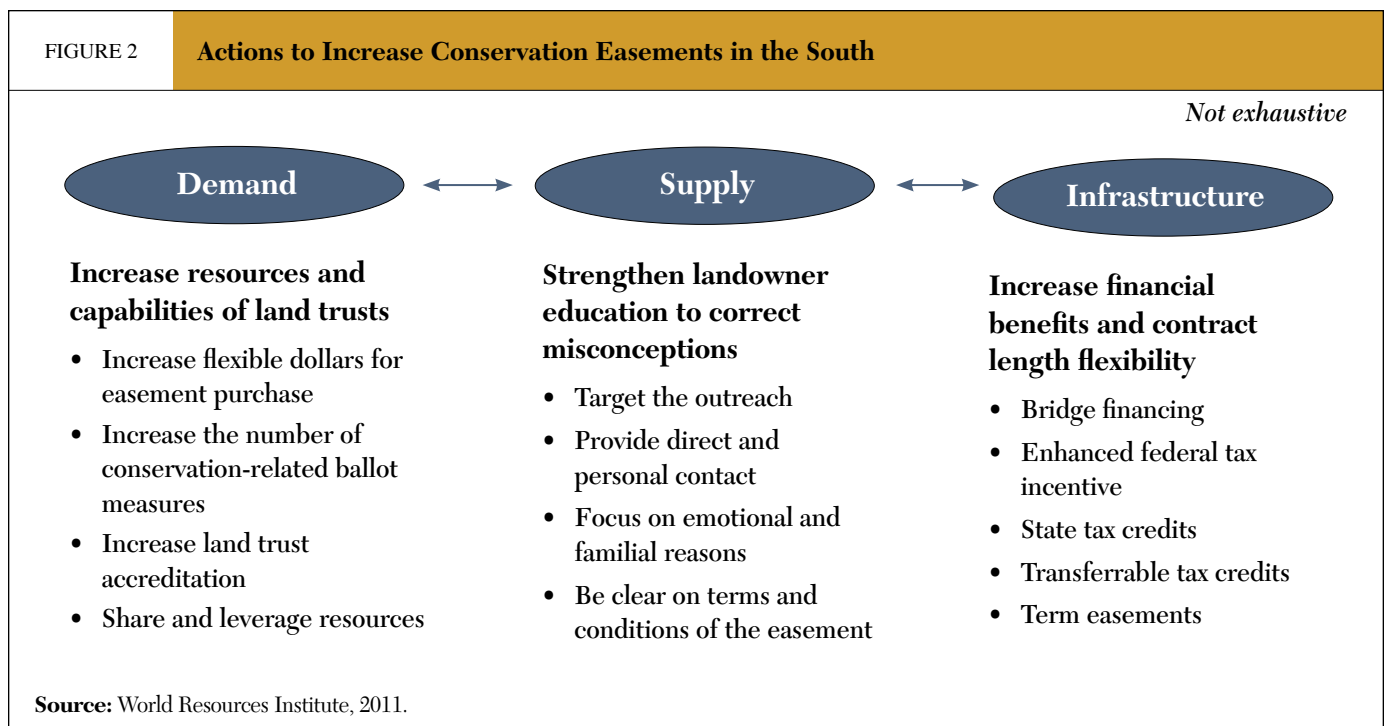 FIGURE 2
Actions to Increase Conservation Easements in the South
Not exhaustive
Demand
Increase resources and
capabilities of land trusts
• Increase flexible dollars for
easement purchase
• Increase the number of
conservation-related ballot
measures
• Increase land trust
accreditation
• Share and leverage resources
Supply
Strengthen landowner
education to correct
misconceptions
• Target the outreach
• Provide direct and
personal contact
• Focus on emotional and
familial reasons
• Be clear on terms and
conditions of the easement
Infrastructure
Increase financial
benefits and contract
length flexibility
• Bridge financing
• Enhanced federal tax
incentive
• State tax credits
• Transferrable tax credits
• Term easements
Source: World Resources Institute, 2011.